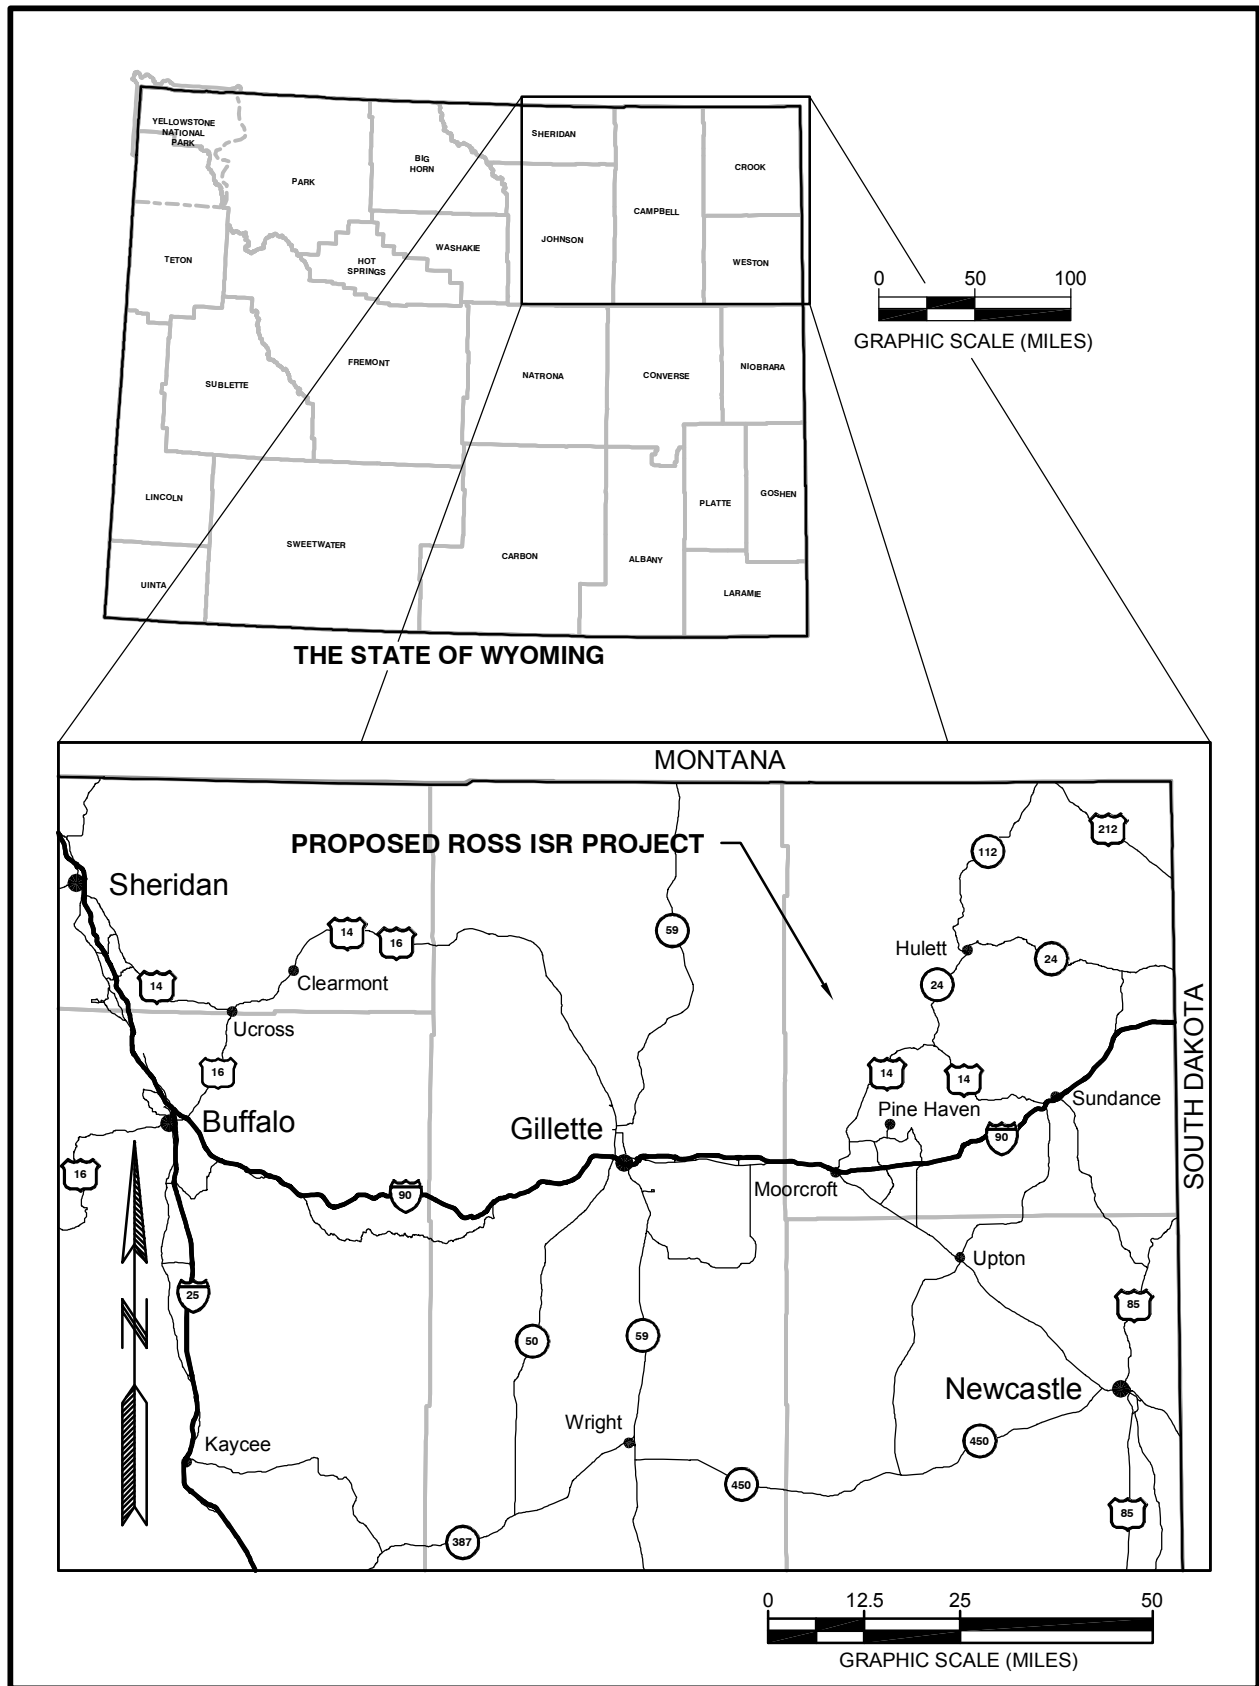 YELLOWSTONE
NATIONAL
PARK
PARK
BIG
HORN
SHERIDAN
CROOK
CAMPBELL
JOHNSON
WASHAKIE
HOT
SPRINGS
TETON
WESTON
0 50 100
GRAPHIC SCALE (MILES)
FREMONT
SUBLETTE
NATRONA
CONVERSE
NIOBRARA
LINCOLN
PLATTE
GOSHEN
SWEETWATER
CARBON
ALBANY
UINTA
LARAMIE
THE STATE OF WYOMING
MONTANA
PROPOSED ROSS ISR PROJECT
212
112
Sheridan
59
14
16
Hulett
24
24
Clearmont
14
Ucross
SOUTH DAKOTA
16
14
14
Sundance
Pine Haven
Buffalo
Gillette
90
16
90
Moorcroft
Upton
25
85
N
50
59
Newcastle
Wright
450
Kaycee
450
85
387
0 12.5 25 50
GRAPHIC SCALE (MILES)